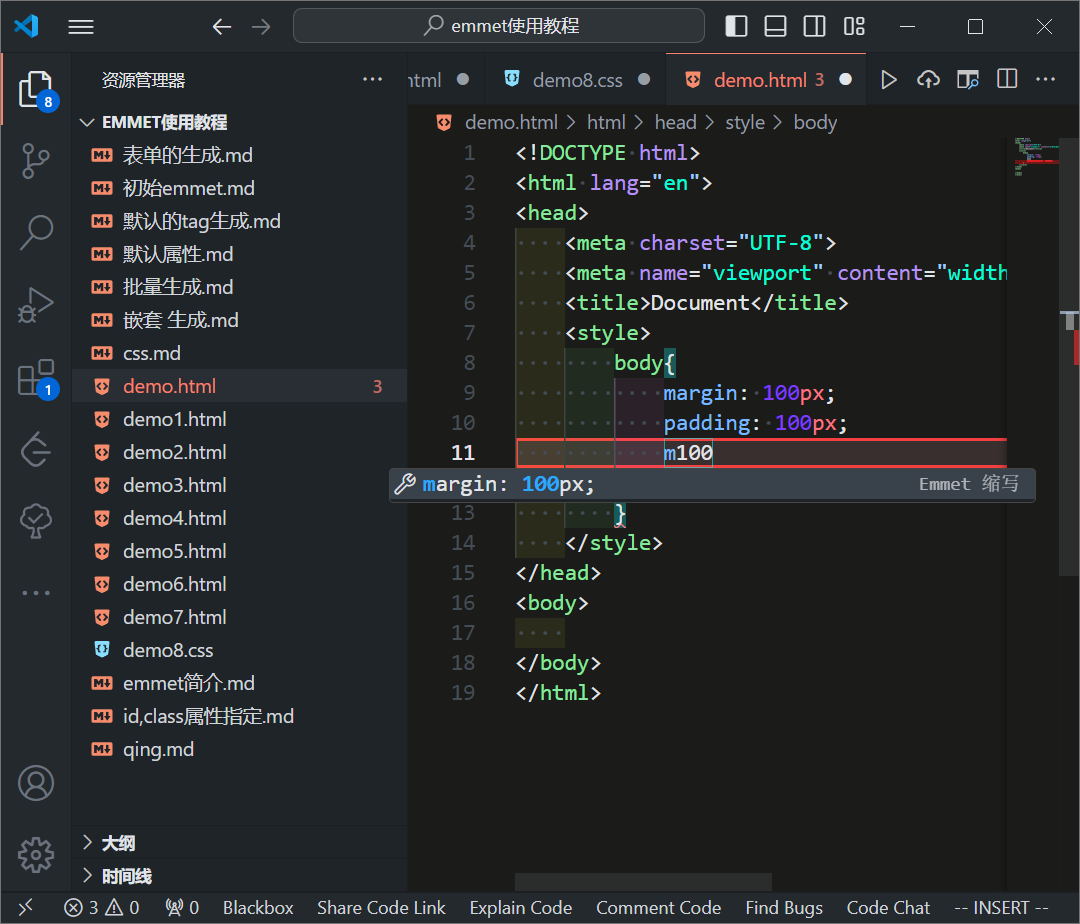 emmet使用教程
资源管理器
EMMET使用教程
表单的生成.md
初始emmet.md
默认的tag生成.md
默认属性.md
批量生成.md
嵌套 生成.md
css.md
demo.html 3
demo1.html
demo2.html
demo3.html
demo4.html
demo5.html
demo6.html
demo7.html
demo8.css
emmet简介.md
id,class属性指定.md
qing.md
大纲
时间线
html demo8.css demo.html 3
demo.html > html > head > style > body
1 <!DOCTYPE html>
2 <html lang="en">
3 <head>
4 <meta charset="UTF-8">
5 <meta name="viewport" content="width
6 <title>Document</title>
7 <style>
8 body{
9 margin: 100px;
10 padding: 100px;
11 m100
margin: 100px; Emmet 缩写
13 }
14 </style>
15 </head>
16 <body>
17
18 </body>
19 </html>
8
1
3 0 0 Blackbox Share Code Link Explain Code Comment Code Find Bugs Code Chat -- INSERT --